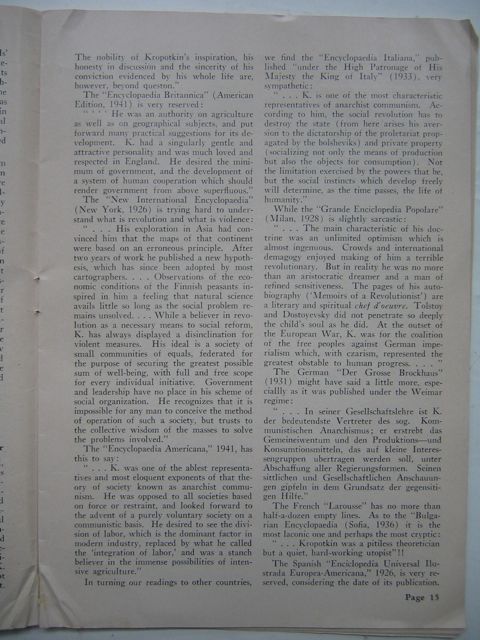 The nobility of Kropotkin's inspiration, his
honesty in discussion and the sincerity of his
conviction evidenced by his whole life are,
however, beyond queston."
The "Encyclopaedia Britannica" (American
Edition, 1941) is very reserved:
" ' ' ' He was an authority on agriculture
as well as on geographical subjects, and put
forward many practical suggestions for its de-
velopment. K. had a singularly gentle and
attractive personality and was much loved and
respected in England. He desired the mini-
mum of government, and the development of
a system of human cooperation which should
render government from above superfluous."
The "New International Encyclopaedia"
(New York, 1926) is trying hard to under-
stand what is revolution and what is violence:
" . . . His exploration in Asia had con-
vinced him that the maps of that continent
were based on an erroneous principle. After
two years of work he published a new hypoth-
esis, which has since been adopted by most
cartographers. . . . Observations of the eco-
nomic conditions of the Finnish peasants in-
spired in him a feeling that natural science
avails little so long as the social problem re-
mains unsolved. . . While a believer in revo-
lution as a necessary means to social reform,
K. has always displayed a disinclination for
violent measures. His ideal is a society of
small communities of equals, federated for
the purpose of securing the greatest possible
sum of well-being, with full and free scope
for every individual initiative. Government
and leadership have no place in his scheme of
social organization. He recognizes that it is
impossible for any man to conceive the method
of operation of such a society, but trusts to
the collective wisdom of the masses to solve
the problems involved."
The "Encyclopaedia Americana," 1941, has
this to say:
" . . . K. was one of the ablest representa-
tives and most eloquent exponents of that the-
ory of society known as anarchist commu-
nism. He was opposed to all societies based
on force or restraint, and looked forward to
the advent of a purely voluntary society on a
communistic basis. He desired to see the divi-
sion of labor, which is the dominant factor in
modern industry, replaced by what he called
the 'integration of labor,' and was a stanch
believer in the immense possibilities of inten-
sive agriculture."
In turning our readings to other countries,
we find the "Encyclopaedia Italiana," pub-
lished "under the High Patronage of His
Majesty the King of Italy" (1933), very
sympathetic:
" . . . K. is one of the most characteristic
representatives of anarchist communism. Ac-
cording to him, the social revolution has to
destroy the state (from here arises his aver-
sion to the dictatorship of the proletariat prop-
agated by the bolsheviks) and private property
(socializing not only the means of production
but also the objects for consumption). Not
the limitation exercised by the powers that be,
but the social instincts which develop freely
will determine, as the time passes, the life of
humanity."
While the "Grande Enciclopedia Popolare"
(Milan, 1928) is slightly sarcastic:
" . . . The main characteristic of his doc-
trine was an unlimited optimism which is
almost ingenuous. Crowds and international
demagogy enjoyed making of him a terrible
revolutionary. But in reality he was no more
than an aristocratic dreamer and a man of
refined sensitiveness. The pages of his auto-
biography ('Memoirs of a Revolutionist') are
a literary and spiritual chef d'oeuvre. Tolstoy
and Dostoyevsky did not penetrate so deeply
the child's soul as he did. At the outset of
the European War, K. was for the coalition
of the free peoples against German impe-
rialism which, with czarism, represented the
greatest obstacle to human progress. . . . "
The German "Der Grosse Brockhaus"
(1931) might have said a little more, espe-
ciallly as it was published under the Weimar
regime:
" . . . In seiner Gesellschaftslehre ist K.
der bedeutendste Vertreter des sog. Kom-
munistischen Anarchismus; er erstrebt das
Gemeineiwentum und den Produktions—und
Konsumtionsmitteln, das auf kleine Interes-
sengruppen ubertragen werden soll, unter
Abschaffung aller Regierungsformen. Seinen
sittlichen und Gesellschaftlichen Anschauun-
gen gipfeln in dem Grundsatz der gegensiti-
gen Hilfe."
The French "Larousse" has no more than
half-a-dozen empty lines. As to the "Bulga-
rian Encyclopaedia (Sofia, 1936) it is the
most laconic one and perhaps the most cryptic:
" . . . Kropotkin was a pitiless theoretician
but a quiet, hard-working utopist"!!
The Spanish "Enciclopedia Universal Ilu-
strada Europea-Americana," 1926, is very re-
served, considering the date of its publication.
Page 15